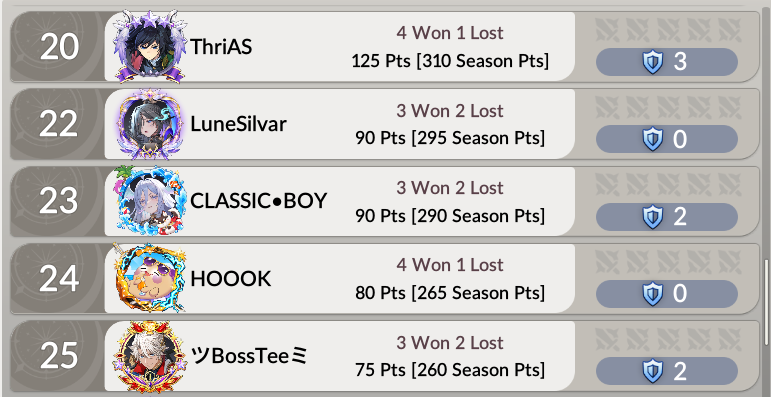 20
ThriAS
4 Won 1 Lost
125 Pts [310 Season Pts]
3
22
LuneSilvar
3 Won 2 Lost
90 Pts [295 Season Pts]
0
23
CLASSIC●BOY
3 Won 2 Lost
90 Pts [290 Season Pts]
2
24
HOOOK
4 Won 1 Lost
80 Pts [265 Season Pts]
0
25
ツBossTeeミ
3 Won 2 Lost
75 Pts [260 Season Pts]
2